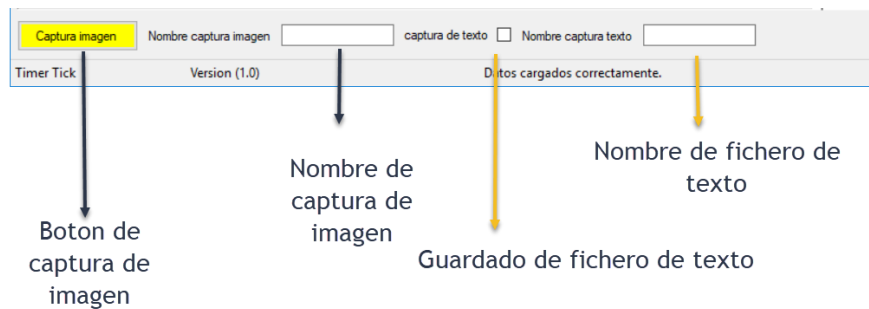 Captura imagen Nombre captura imagen captura de texto Nombre captura texto
Timer Tick Version (1.0) Datos cargados correctamente.
Nombre de
captura de
imagen
Nombre de fichero de
texto
Boton de
captura de
imagen
Guardado de fichero de texto